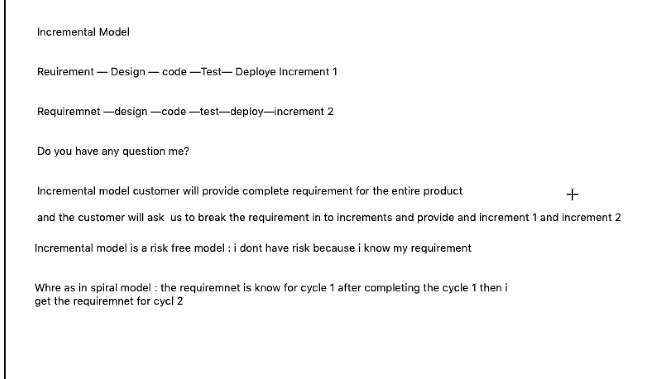 Incremental Model
Reuirement — Design — code —Test— Deploye Increment 1
Requiremnet —design —code —test—deploy—increment 2
Do you have any question me?
Incremental model customer will provide complete requirement for the entire product
and the customer will ask  us to break the requirement in to increments and provide and increment 1 and increment 2
Incremental model is a risk free model : i dont have risk because i know my requirement
Whre as in spiral model : the requiremnet is know for cycle 1 after completing the cycle 1 then i
get the requiremnet for cycl 2